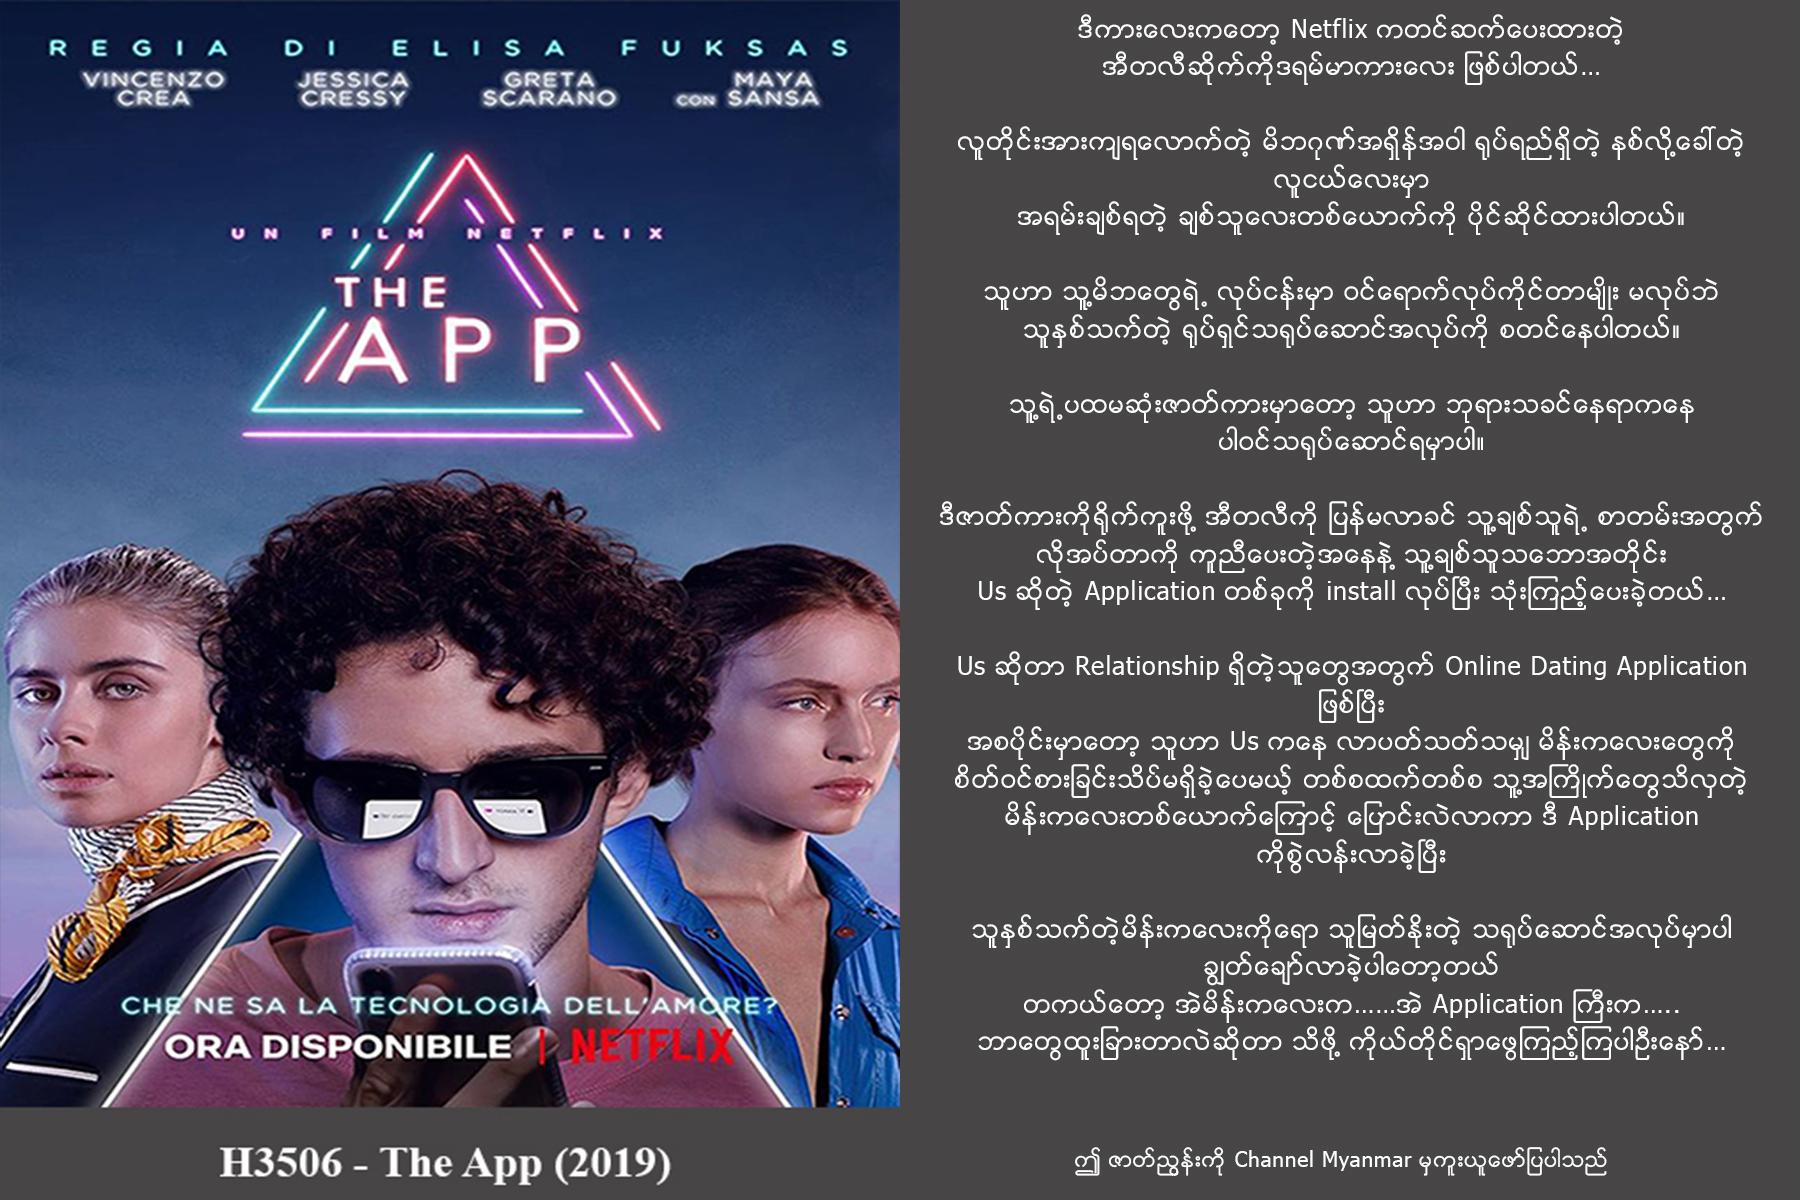 REGIA DI ELISA FUKSAS
VINCENZO CREA
JESSICA CRESSY
GRETA SCARANO
CON MAYA SANSA
UN FILM NETFLIX
THE
APP
CHE NE SA LA TECNOLOGIA DELL'AMORE?
ORA DISPONIBILE | NETFLIX
H3506 - The App (2019)
ဒီကားလေးကတော့ Netflix ကတင်ဆက်ပေးထားတဲ့
အီတလီဆိုက်ကိုဒရမ်မာကားလေး ဖြစ်ပါတယ်...
လူတိုင်းအားကျရလောက်တဲ့ မိဘဂုဏ်အရှိန်အဝါ ရုပ်ရည်ရှိတဲ့ နစ်လို့ခေါ်တဲ့
လူငယ်လေးမှာ
အရမ်းချစ်ရတဲ့ ချစ်သူလေးတစ်ယောက်ကို ပိုင်ဆိုင်ထားပါတယ်။
သူဟာ သူ့မိဘတွေရဲ့ လုပ်ငန်းမှာ ဝင်ရောက်လုပ်ကိုင်တာမျိုး မလုပ်ဘဲ
သူနှစ်သက်တဲ့ ရုပ်ရှင်သရုပ်ဆောင်အလုပ်ကို စတင်နေပါတယ်။
သူ့ရဲ့ပထမဆုံးဇာတ်ကားမှာတော့ သူဟာ ဘုရားသခင်နေရာကနေ
ပါဝင်သရုပ်ဆောင်ရမှာပါ။
ဒီဇာတ်ကားကိုရိုက်ကူးဖို့ အီတလီကို ပြန်မလာခင် သူ့ချစ်သူရဲ့ စာတမ်းအတွက်
လိုအပ်တာကို ကူညီပေးတဲ့အနေနဲ့ သူ့ချစ်သူသဘောအတိုင်း
Us ဆိုတဲ့ Application တစ်ခုကို install လုပ်ပြီး သုံးကြည့်ပေးခဲ့တယ်...
Us ဆိုတာ Relationship ရှိတဲ့သူတွေအတွက် Online Dating Application
ဖြစ်ပြီး
အစပိုင်းမှာတော့ သူဟာ Us ကနေ လာပတ်သတ်သမျှ မိန်းကလေးတွေကို
စိတ်ဝင်စားခြင်းသိပ်မရှိခဲ့ပေမယ့် တစ်စထက်တစ်စ သူ့အကြိုက်တွေသိလှတဲ့
မိန်းကလေးတစ်ယောက်ကြောင့် ပြောင်းလဲလာကာ ဒီ Application
ကိုစွဲလန်းလာခဲ့ပြီး
သူနှစ်သက်တဲ့မိန်းကလေးကိုရော သူမြတ်နိုးတဲ့ သရုပ်ဆောင်အလုပ်မှာပါ
ချွတ်ချော်လာခဲ့ပါတော့တယ်
တကယ်တော့ အဲမိန်းကလေးက......အဲ Application ကြီးက.....
ဘာတွေထူးခြားတာလဲဆိုတာ သိဖို့ ကိုယ်တိုင်ရှာဖွေကြည့်ကြပါဦးနော်...
ဤ ဇာတ်ညွှန်းကို Channel Myanmar မှကူးယူဖော်ပြပါသည်